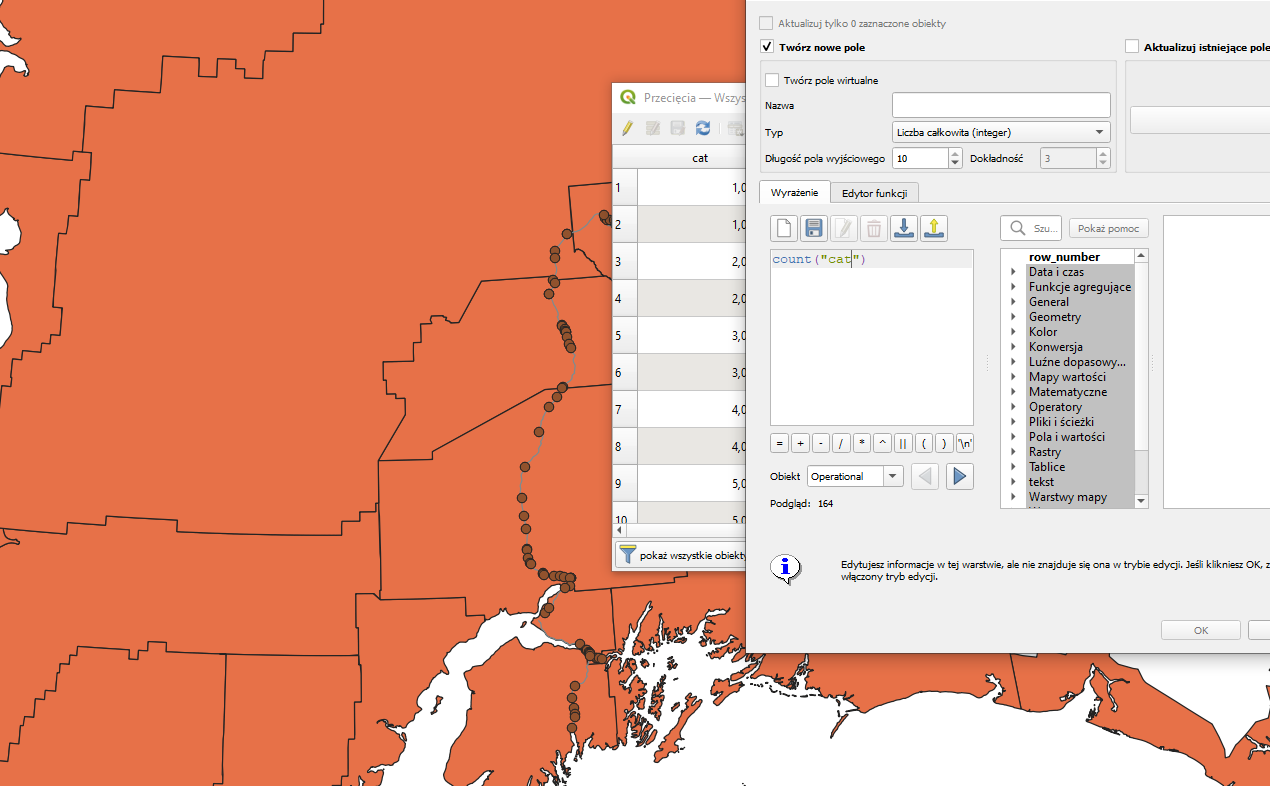 Aktualizuj tylko 0 zaznaczone obiekty
Twórz nowe pole
Aktualizuj istniejące pole
Twórz pole wirtualne
Nazwa
Typ
Liczba całkowita (integer)
Długość pola wyjściowego
10
Dokładność
3
Przecięcia — Wszys
cat
1 1,0
2 1,0
3 2,0
4 2,0
5 3,0
6 3,0
7 4,0
8 4,0
9 5,0
10 5,0
pokaż wszystkie obiekty
Wyrażenie
Edytor funkcji
count("cat")
= + - / * ^ || ( ) '\n'
Obiekt
Operational
Podgląd: 164
Szu...
Pokaż pomoc
row_number
Data i czas
Funkcje agregujące
General
Geometry
Kolor
Konwersja
Luźne dopasowy...
Mapy wartości
Matematyczne
Operatory
Pliki i ścieżki
Pola i wartości
Rastry
Tablice
tekst
Warstwy mapy
Edytujesz informacje w tej warstwie, ale nie znajduje się ona w trybie edycji. Jeśli klikniesz OK, z
włączony tryb edycji.
OK